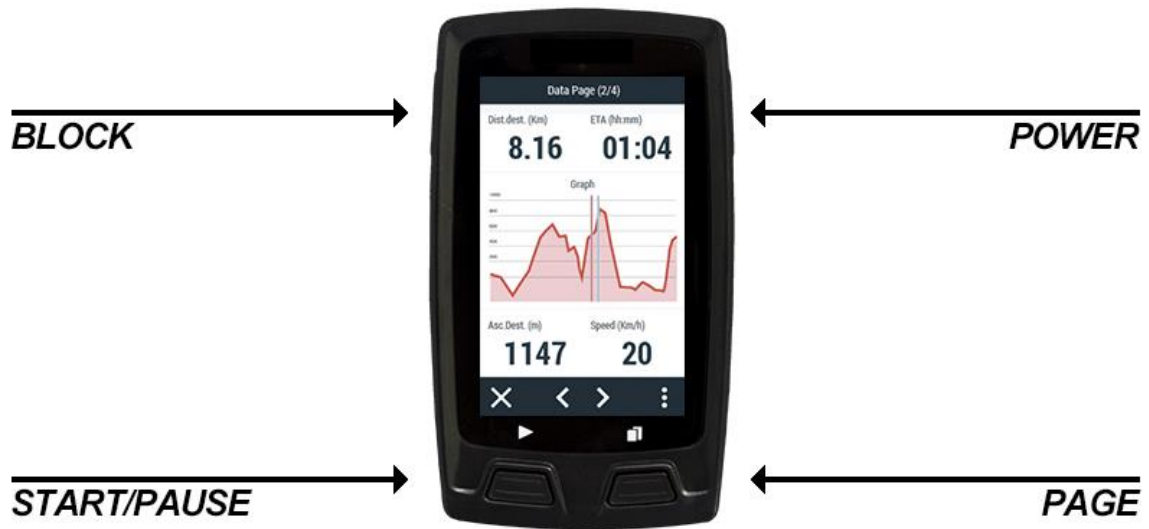 Data Page (2/4)
Dist.dest. (Km) ETA (hh:mm)
8.16 01:04
BLOCK
POWER
Graph
Asc.Dest. (m) Speed (Km/h)
1147 20
START/PAUSE
PAGE